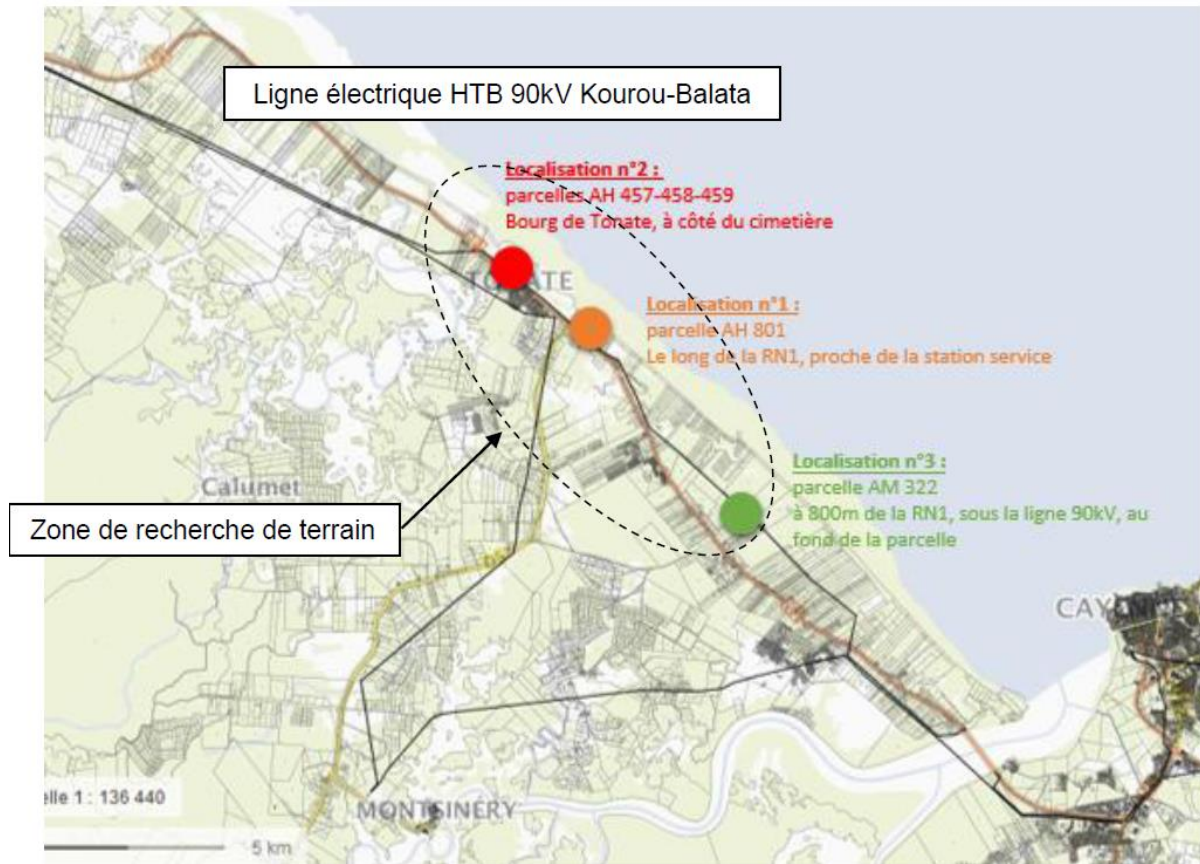 Ligne électrique HTB 90kV Kourou-Balata
Localisation n°2 :
parcelles AH 457-458-459
Bourg de Tonate, à côté du cimetière
TONATE
Localisation n°1 :
parcelle AH 801
Le long de la RN1, proche de la station service
Localisation n°3 :
parcelle AM 322
à 800m de la RN1, sous la ligne 90kV, au
fond de la parcelle
Calumet
Zone de recherche de terrain
CAYENNE
elle 1 : 136 440
MONTSINÉRY
5 km